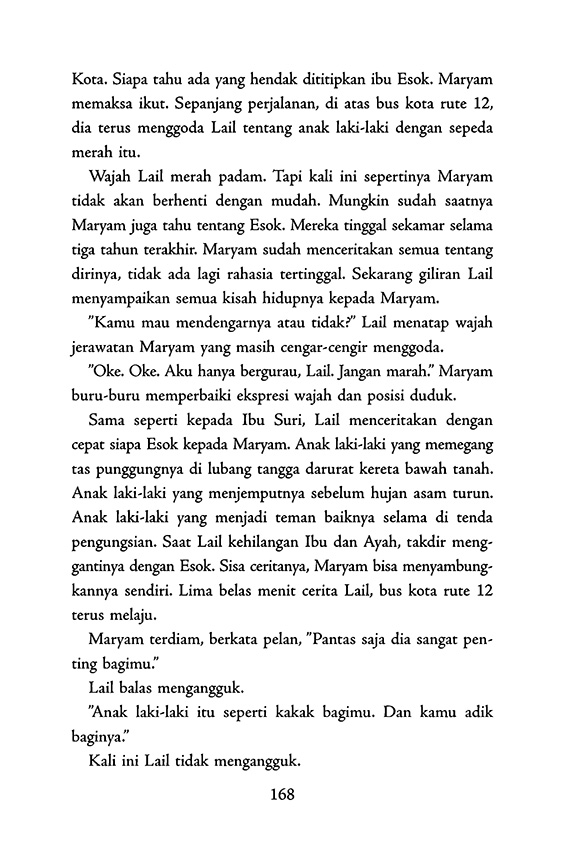 Kota. Siapa tahu ada yang hendak dititipkan ibu Esok. Maryam
memaksa ikut. Sepanjang perjalanan, di atas bus kota rute 12,
dia terus menggoda Lail tentang anak laki-laki dengan sepeda
merah itu.
Wajah Lail merah padam. Tapi kali ini sepertinya Maryam
tidak akan berhenti dengan mudah. Mungkin sudah saatnya
Maryam juga tahu tentang Esok. Mereka tinggal sekamar selama
tiga tahun terakhir. Maryam sudah menceritakan semua tentang
dirinya, tidak ada lagi rahasia tertinggal. Sekarang giliran Lail
menyampaikan semua kisah hidupnya kepada Maryam.
”Kamu mau mendengarnya atau tidak?” Lail menatap wajah
jerawatan Maryam yang masih cengar-cengir menggoda.
”Oke. Oke. Aku hanya bergurau, Lail. Jangan marah.” Maryam
buru-buru memperbaiki ekspresi wajah dan posisi duduk.
Sama seperti kepada Ibu Suri, Lail menceritakan dengan
cepat siapa Esok kepada Maryam. Anak laki-laki yang memegang
tas punggungnya di lubang tangga darurat kereta bawah tanah.
Anak laki-laki yang menjemputnya sebelum hujan asam turun.
Anak laki-laki yang menjadi teman baiknya selama di tenda
pengungsian. Saat Lail kehilangan Ibu dan Ayah, takdir meng-
gantinya dengan Esok. Sisa ceritanya, Maryam bisa menyambung-
kannya sendiri. Lima belas menit cerita Lail, bus kota rute 12
terus melaju.
Maryam terdiam, berkata pelan, ”Pantas saja dia sangat pen-
ting bagimu.”
Lail balas mengangguk.
”Anak laki-laki itu seperti kakak bagimu. Dan kamu adik
baginya.”
Kali ini Lail tidak mengangguk.
168